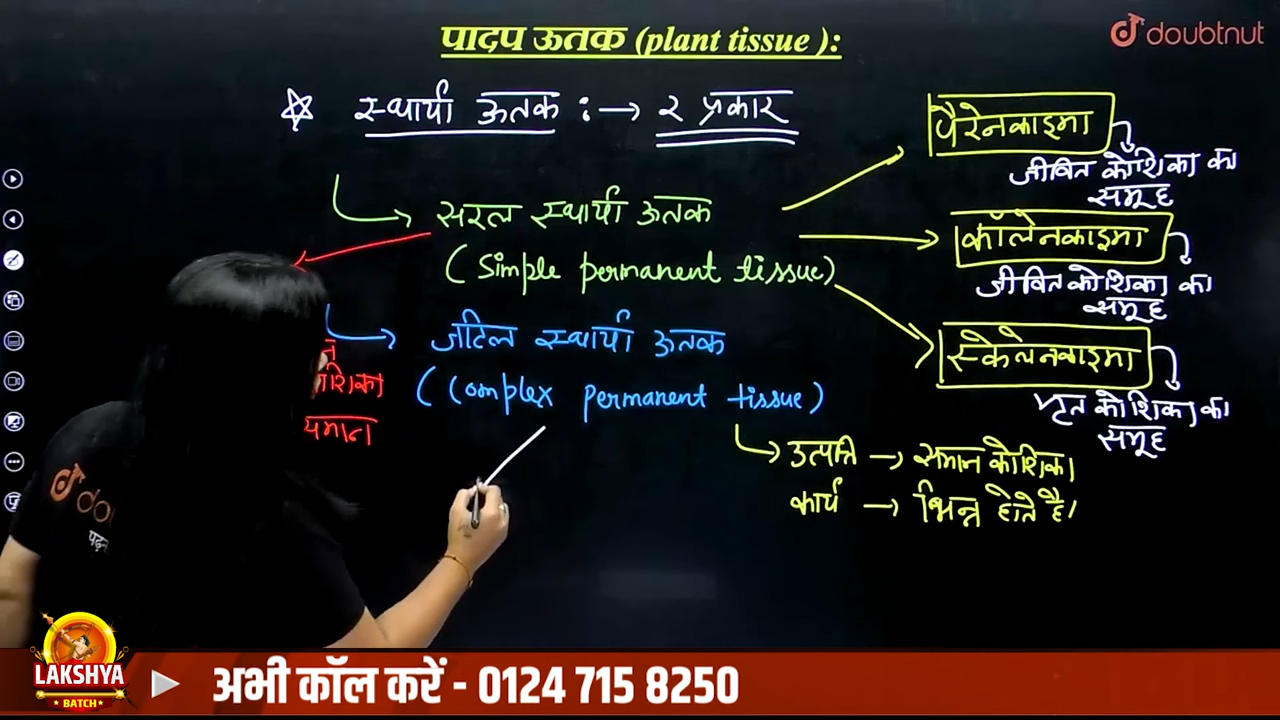 पादप ऊतक (plant tissue ):
doubtnut
स्थायी ऊतक :→ २ प्रकार
सरल स्थायी ऊतक
(Simple permanent tissue)
पैरेनकाइमा
जीवित कोशिका का
समूह
कॉलेनकाइमा
जीवित कोशिका का
समूह
स्केलेनकाइमा
मृत कोशिका का
समूह
जटिल स्थायी ऊतक
(Complex permanent tissue)
समान
उत्पत्ति → समान कोशिका
कार्य → भिन्न होते है।
LAKSHYA
BATCH
अभी कॉल करें - 0124 715 8250